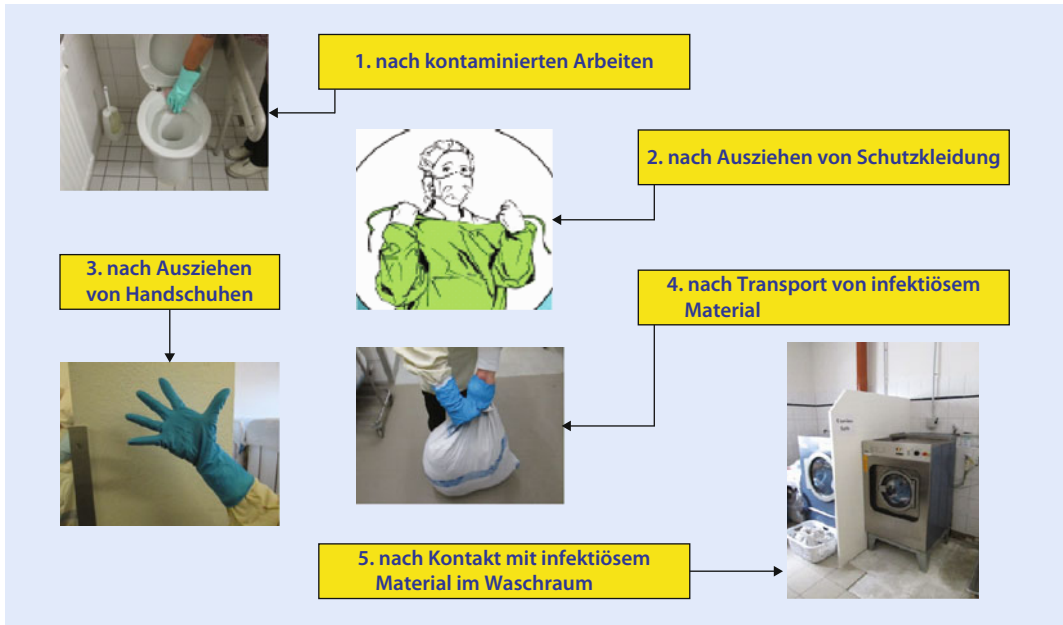 1. nach kontaminierten Arbeiten
2. nach Ausziehen von Schutzkleidung
3. nach Ausziehen
von Handschuhen
4. nach Transport von infektiösem
Material
5. nach Kontakt mit infektiösem
Material im Waschraum